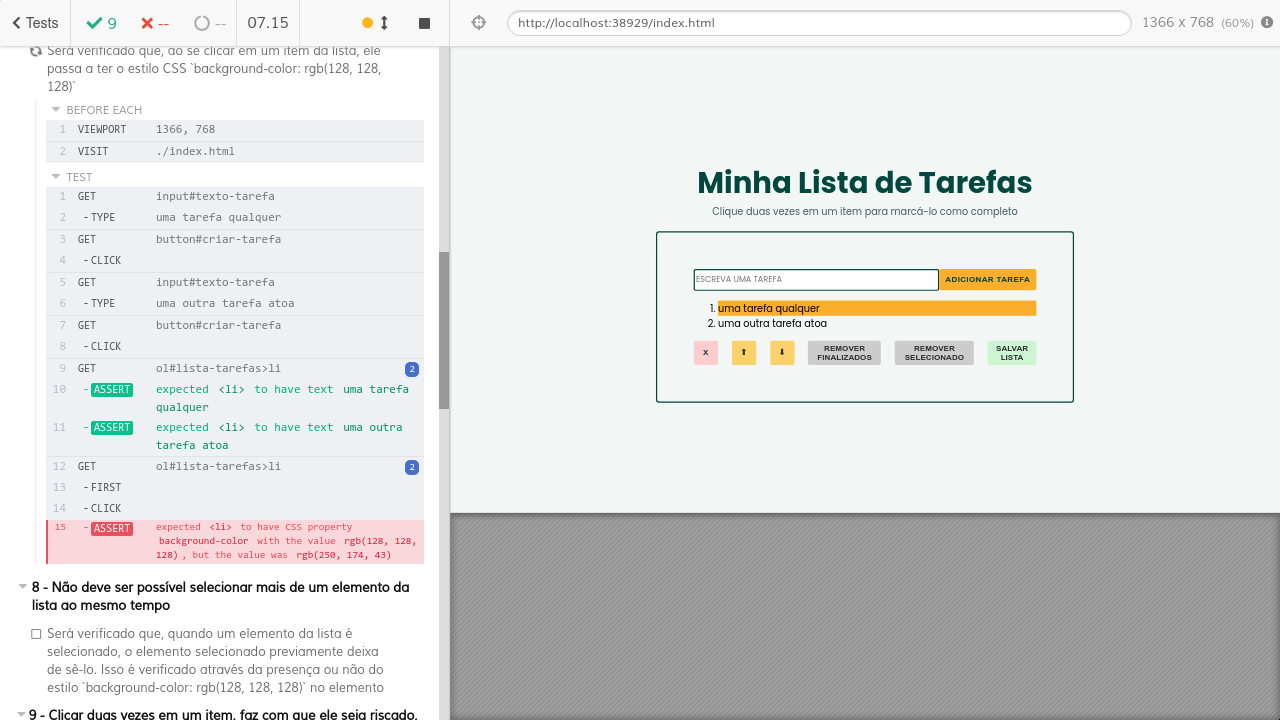 Tests
9
--
--
07.15
http://localhost:38929/index.html
1366 x 768 (60%)
Será verificado que, ao se clicar em um item da lista, ele
passa a ter o estilo CSS `background-color: rgb(128, 128,
128)`
BEFORE EACH
1 VIEWPORT 1366, 768
2 VISIT ./index.html
TEST
1 GET input#texto-tarefa
2 -TYPE uma tarefa qualquer
3 GET button#criar-tarefa
4 -CLICK
5 GET input#texto-tarefa
6 -TYPE uma outra tarefa atoa
7 GET button#criar-tarefa
8 -CLICK
9 GET ol#lista-tarefas>li 2
10 -ASSERT expected <li> to have text uma tarefa
qualquer
11 -ASSERT expected <li> to have text uma outra
tarefa atoa
12 GET ol#lista-tarefas>li 2
13 -FIRST
14 -CLICK
15 -ASSERT expected <li> to have CSS property
background-color with the value rgb(128, 128,
128) , but the value was rgb(250, 174, 43)
8 - Não deve ser possível selecionar mais de um elemento da
lista ao mesmo tempo
Será verificado que, quando um elemento da lista é
selecionado, o elemento selecionado previamente deixa
de sê-lo. Isso é verificado através da presença ou não do
estilo `background-color: rgb(128, 128, 128)` no elemento
9 - Clicar duas vezes em um item, faz com que ele seja riscado,
Minha Lista de Tarefas
Clique duas vezes em um item para marcá-lo como completo
ESCREVA UMA TAREFA
ADICIONAR TAREFA
1. uma tarefa qualquer
2. uma outra tarefa atoa
X
⬆
⬇
REMOVER
FINALIZADOS
REMOVER
SELECIONADO
SALVAR
LISTA